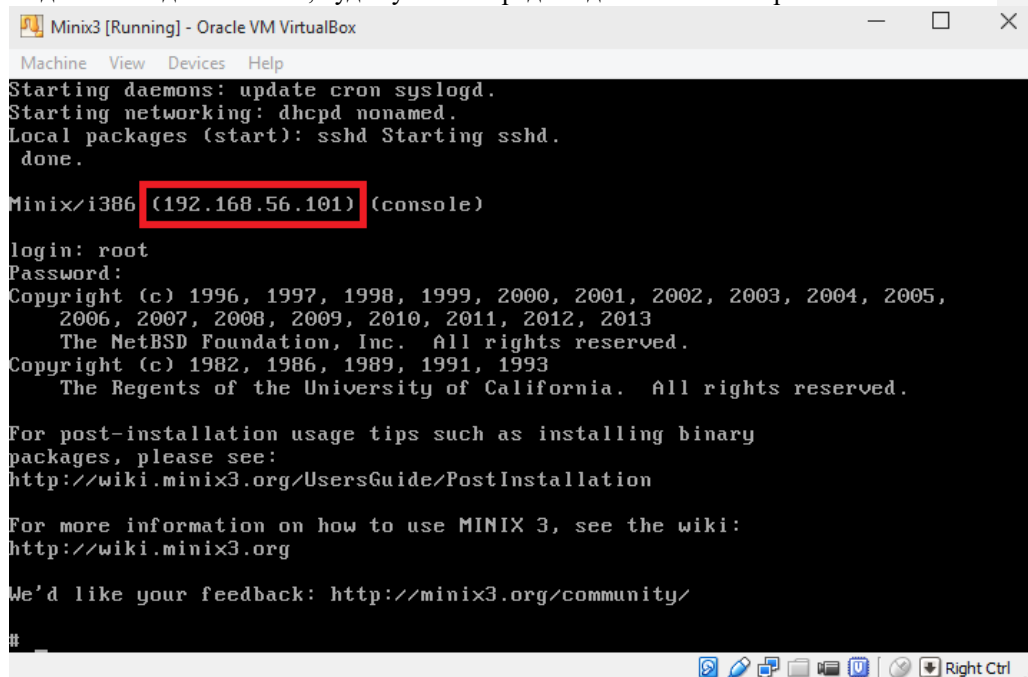 Minix3 [Running] - Oracle VM VirtualBox
Machine View Devices Help
Starting daemons: update cron syslogd.
Starting networking: dhcpd nonamed.
Local packages (start): sshd Starting sshd.
done.
Minix/i386 (192.168.56.101) (console)
login: root
Password:
Copyright (c) 1996, 1997, 1998, 1999, 2000, 2001, 2002, 2003, 2004, 2005,
2006, 2007, 2008, 2009, 2010, 2011, 2012, 2013
The NetBSD Foundation, Inc. All rights reserved.
Copyright (c) 1982, 1986, 1989, 1991, 1993
The Regents of the University of California. All rights reserved.
For post-installation usage tips such as installing binary
packages, please see:
http://wiki.minix3.org/UsersGuide/PostInstallation
For more information on how to use MINIX 3, see the wiki:
http://wiki.minix3.org
We'd like your feedback: http://minix3.org/community/
# _
Right Ctrl